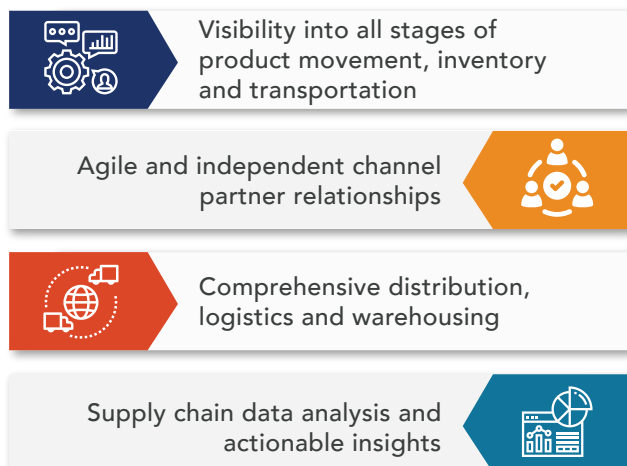 Visibility into all stages of
product movement, inventory
and transportation
Agile and independent channel
partner relationships
Comprehensive distribution,
logistics and warehousing
Supply chain data analysis and
actionable insights